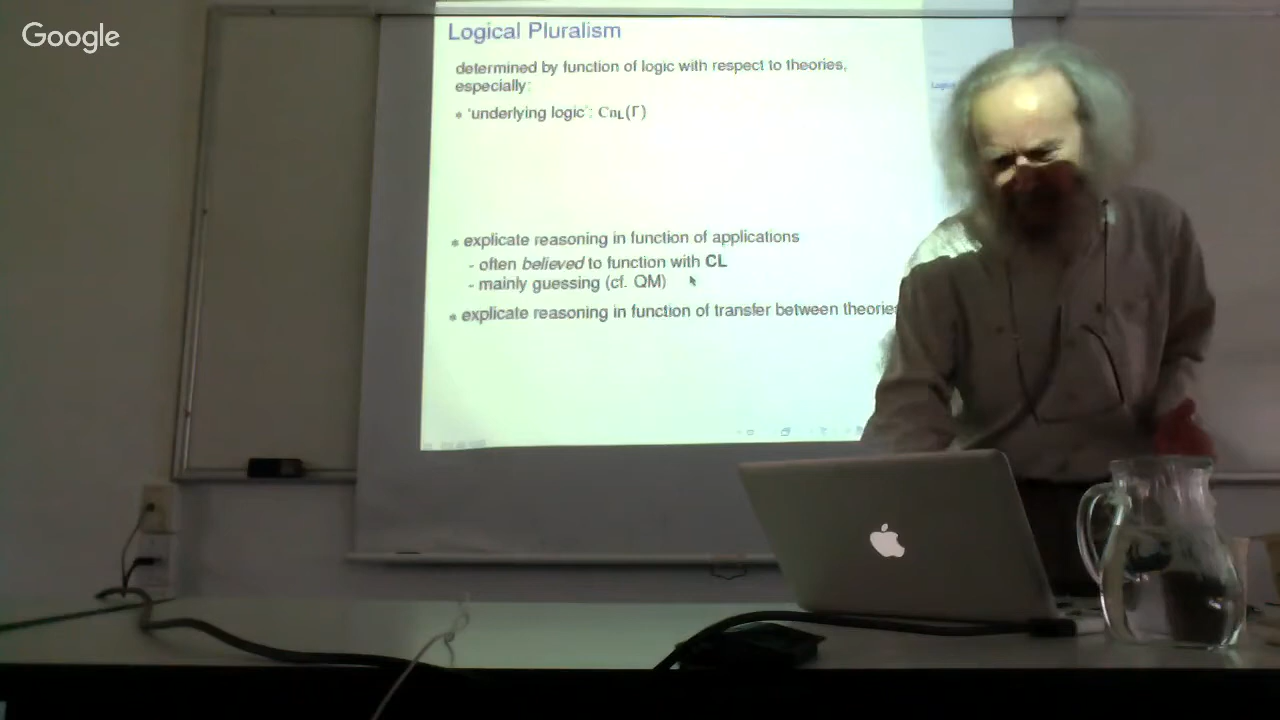 Google
Logical Pluralism
determined by function of logic with respect to theories,
especially:
• 'underlying logic': Cn_L(Γ)
• explicate reasoning in function of applications
- often believed to function with CL
- mainly guessing (cf. QM)
• explicate reasoning in function of transfer between theories